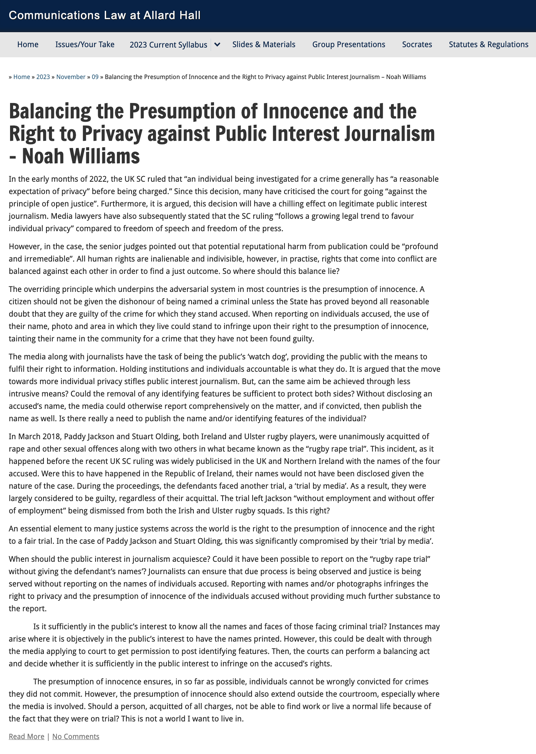 Communications Law at Allard Hall
Home Issues/Your Take 2023 Current Syllabus Slides & Materials Group Presentations Socrates Statutes & Regulations
» Home » 2023 » November » 09 » Balancing the Presumption of Innocence and the Right to Privacy against Public Interest Journalism – Noah Williams
Balancing the Presumption of Innocence and the
Right to Privacy against Public Interest Journalism
– Noah Williams
In the early months of 2022, the UK SC ruled that “an individual being investigated for a crime generally has “a reasonable
expectation of privacy” before being charged.” Since this decision, many have criticised the court for going “against the
principle of open justice”. Furthermore, it is argued, this decision will have a chilling effect on legitimate public interest
journalism. Media lawyers have also subsequently stated that the SC ruling “follows a growing legal trend to favour
individual privacy” compared to freedom of speech and freedom of the press.
However, in the case, the senior judges pointed out that potential reputational harm from publication could be “profound
and irremediable”. All human rights are inalienable and indivisible, however, in practise, rights that come into conflict are
balanced against each other in order to find a just outcome. So where should this balance lie?
The overriding principle which underpins the adversarial system in most countries is the presumption of innocence. A
citizen should not be given the dishonour of being named a criminal unless the State has proved beyond all reasonable
doubt that they are guilty of the crime for which they stand accused. When reporting on individuals accused, the use of
their name, photo and area in which they live could stand to infringe upon their right to the presumption of innocence,
tainting their name in the community for a crime that they have not been found guilty.
The media along with journalists have the task of being the public’s ‘watch dog’, providing the public with the means to
fulfil their right to information. Holding institutions and individuals accountable is what they do. It is argued that the move
towards more individual privacy stifles public interest journalism. But, can the same aim be achieved through less
intrusive means? Could the removal of any identifying features be sufficient to protect both sides? Without disclosing an
accused’s name, the media could otherwise report comprehensively on the matter, and if convicted, then publish the
name as well. Is there really a need to publish the name and/or identifying features of the individual?
In March 2018, Paddy Jackson and Stuart Olding, both Ireland and Ulster rugby players, were unanimously acquitted of
rape and other sexual offences along with two others in what became known as the “rugby rape trial”. This incident, as it
happened before the recent UK SC ruling was widely publicised in the UK and Northern Ireland with the names of the four
accused. Were this to have happened in the Republic of Ireland, their names would not have been disclosed given the
nature of the case. During the proceedings, the defendants faced another trial, a ‘trial by media’. As a result, they were
largely considered to be guilty, regardless of their acquittal. The trial left Jackson “without employment and without offer
of employment” being dismissed from both the Irish and Ulster rugby squads. Is this right?
An essential element to many justice systems across the world is the right to the presumption of innocence and the right
to a fair trial. In the case of Paddy Jackson and Stuart Olding, this was significantly compromised by their ‘trial by media’.
When should the public interest in journalism acquiesce? Could it have been possible to report on the “rugby rape trial”
without giving the defendant’s names’? Journalists can ensure that due process is being observed and justice is being
served without reporting on the names of individuals accused. Reporting with names and/or photographs infringes the
right to privacy and the presumption of innocence of the individuals accused without providing much further substance to
the report.
Is it sufficiently in the public’s interest to know all the names and faces of those facing criminal trial? Instances may
arise where it is objectively in the public’s interest to have the names printed. However, this could be dealt with through
the media applying to court to get permission to post identifying features. Then, the courts can perform a balancing act
and decide whether it is sufficiently in the public interest to infringe on the accused’s rights.
The presumption of innocence ensures, in so far as possible, individuals cannot be wrongly convicted for crimes
they did not commit. However, the presumption of innocence should also extend outside the courtroom, especially where
the media is involved. Should a person, acquitted of all charges, not be able to find work or live a normal life because of
the fact that they were on trial? This is not a world I want to live in.
Read More | No Comments